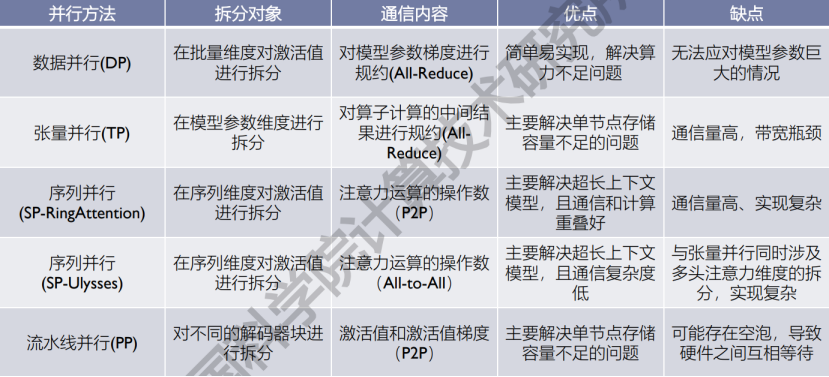 并行方法 拆分对象 通信内容 优点 缺点
数据并行(DP)
在批量维度对激活值
进行拆分
对模型参数梯度进行
规约(All-Reduce)
简单易实现，解决算
力不足问题
无法应对模型参数巨
大的情况
张量并行(TP)
在模型参数维度进行
拆分
对算子计算的中间结
果进行规约(All-
Reduce)
主要解决单节点存储
容量不足的问题
通信量高，带宽瓶颈
序列并行
(SP-RingAttention)
在序列维度对激活值
进行拆分
注意力运算的操作数
（P2P）
主要解决超长上下文
模型，且通信和计算
重叠好
通信量高、实现复杂
序列并行
(SP-Ulysses)
在序列维度对激活值
进行拆分
注意力运算的操作数
（All-to-All）
主要解决超长上下文
模型，且通信复杂度
低
与张量并行同时涉及
多头注意力维度的拆
分，实现复杂
流水线并行(PP)
对不同的解码器块进
行拆分
激活值和激活值梯度
（P2P）
主要解决单节点存储
容量不足的问题
可能存在空泡，导致
硬件之间互相等待
国科学院计算技术研究